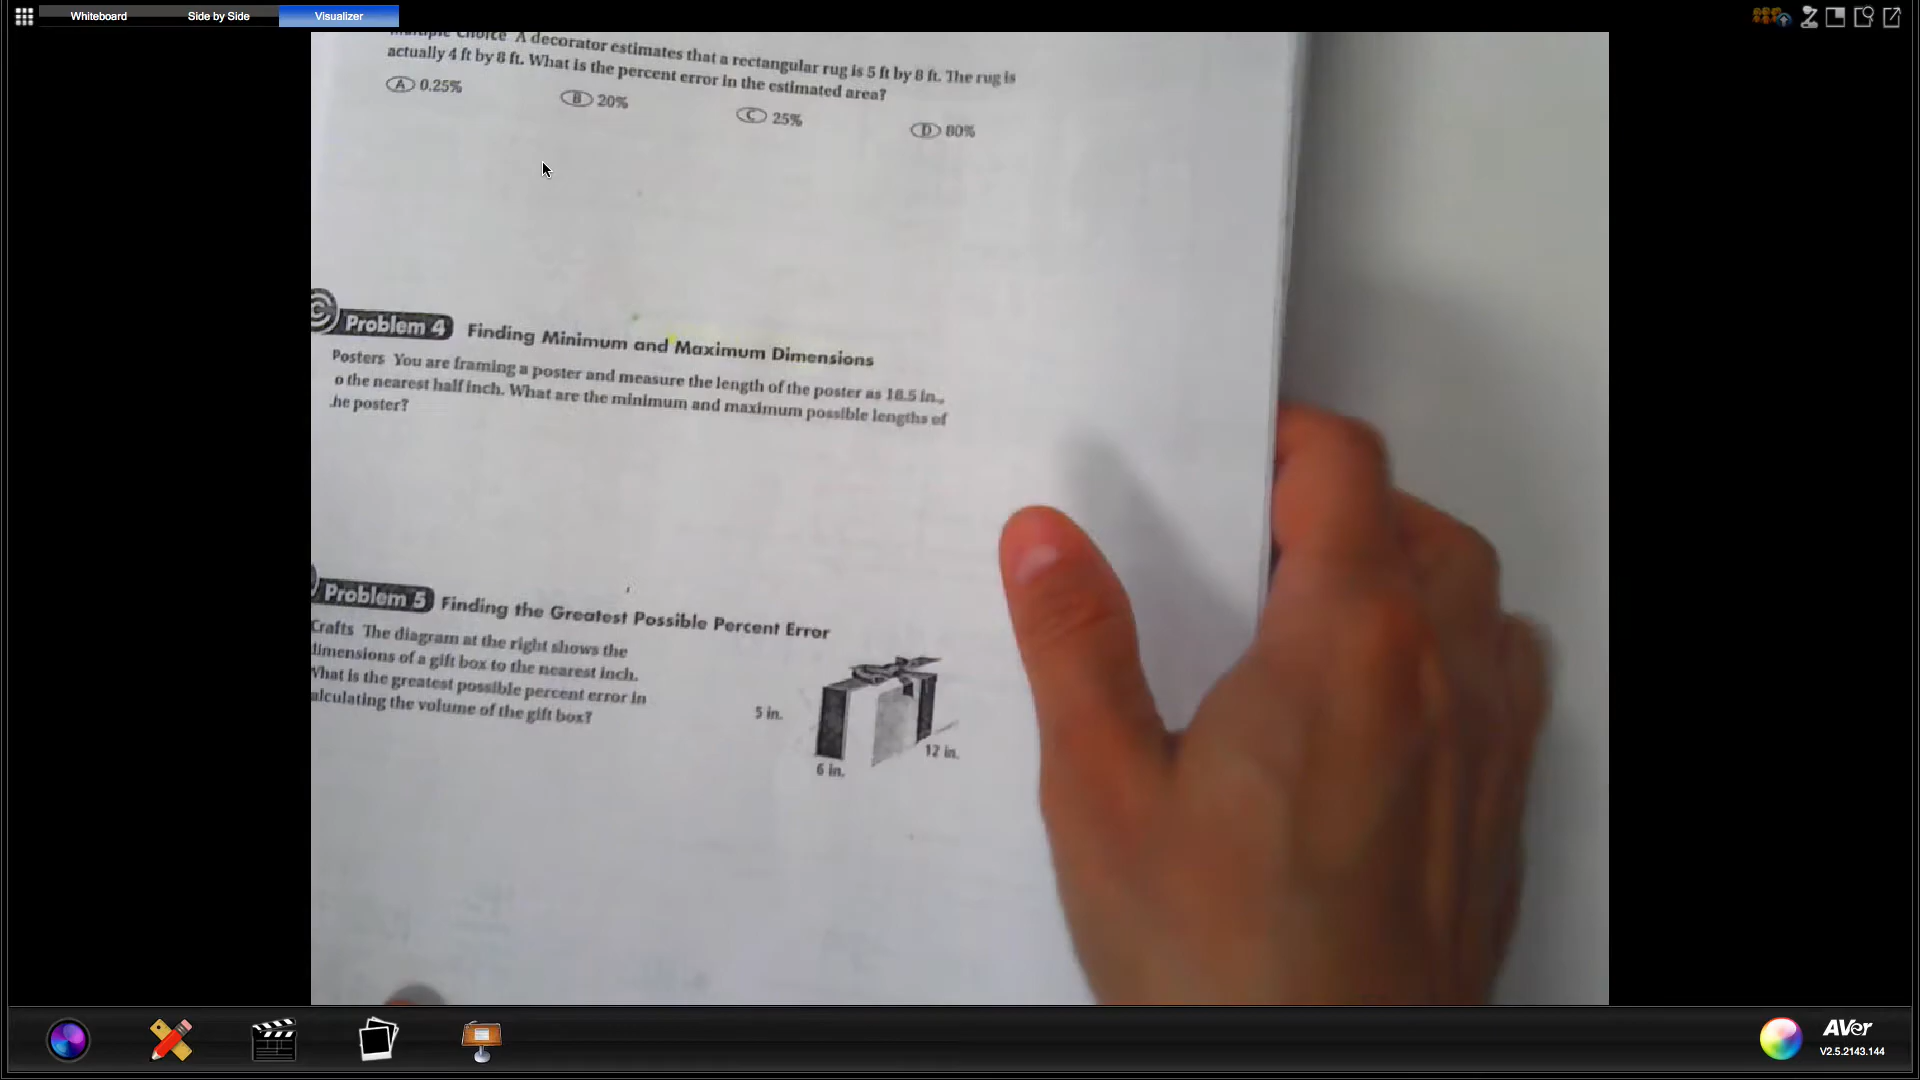 Whiteboard
Side by Side
Visualizer
Multiple Choice A decorator estimates that a rectangular rug is 5 ft by 8 ft. The rug is
actually 4 ft by 8 ft. What is the percent error in the estimated area?
A 0.25%
B 20%
C 25%
D 80%
Problem 4 Finding Minimum and Maximum Dimensions
Posters You are framing a poster and measure the length of the poster as 18.5 in.,
o the nearest half inch. What are the minimum and maximum possible lengths of
he poster?
Problem 5 Finding the Greatest Possible Percent Error
Crafts The diagram at the right shows the
dimensions of a gift box to the nearest inch.
What is the greatest possible percent error in
alculating the volume of the gift box?
5 in.
12 in.
6 in.
AVer
V2.5.2143.144